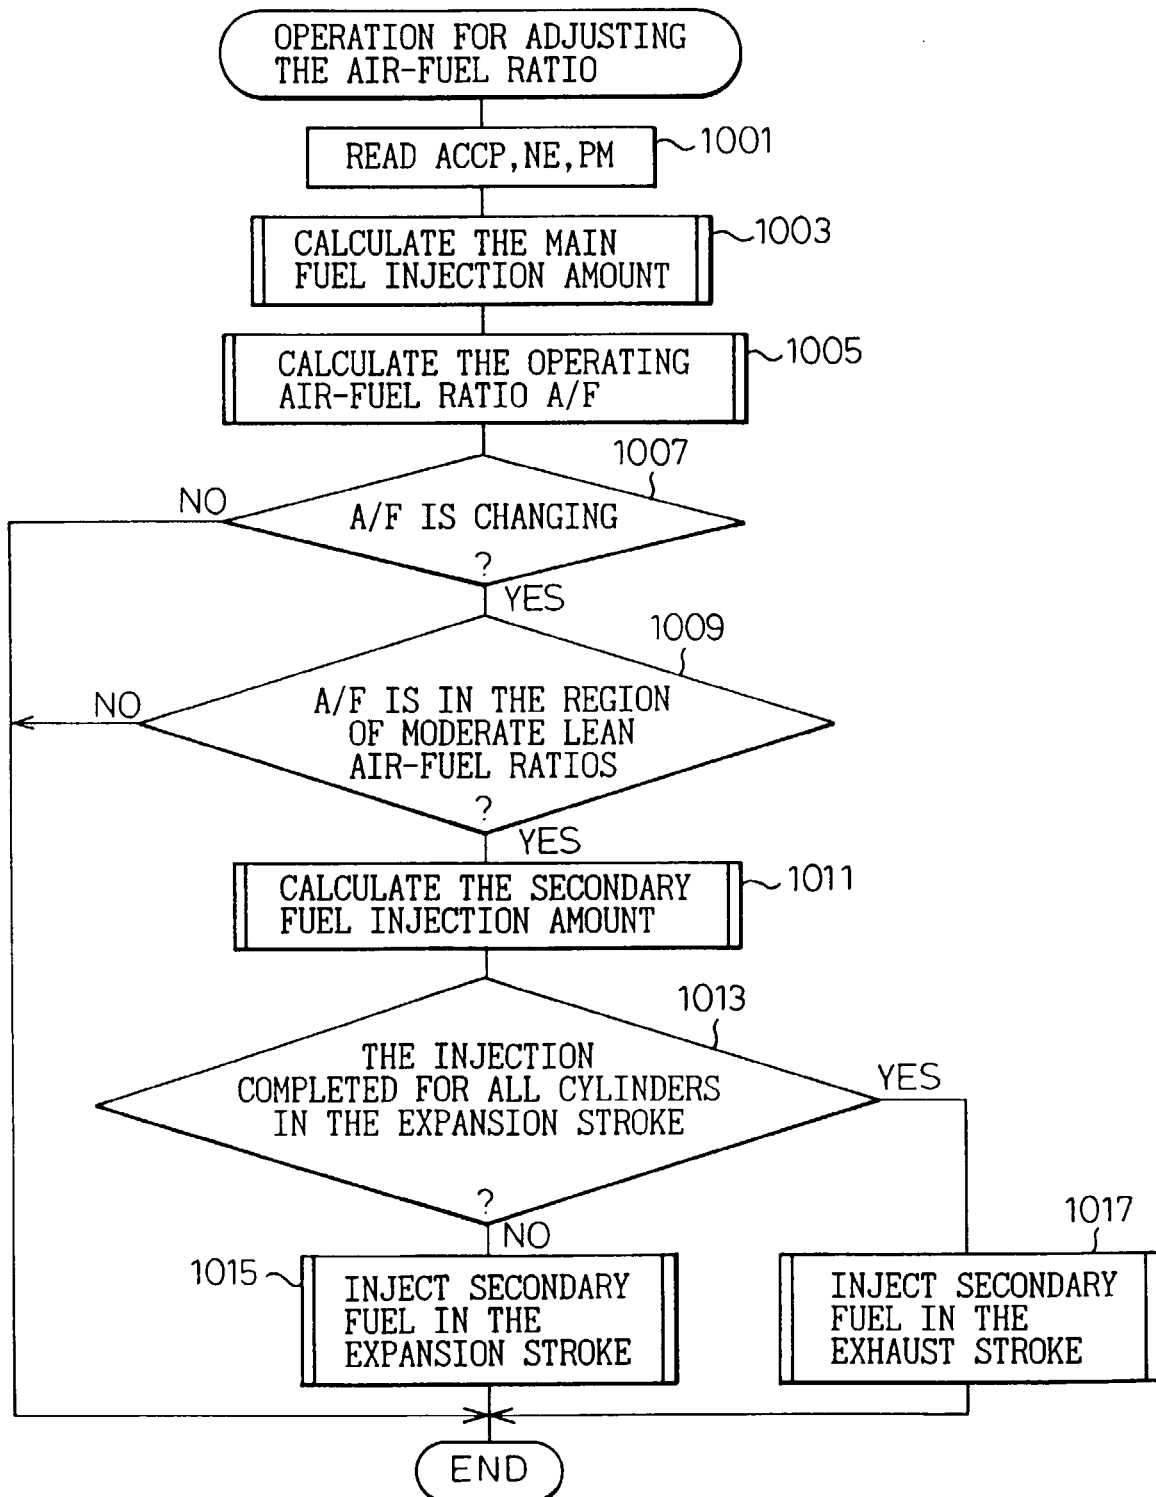 OPERATION FOR ADJUSTING
THE AIR-FUEL RATIO
READ ACCP, NE, PM
1001
CALCULATE THE MAIN
FUEL INJECTION AMOUNT
1003
CALCULATE THE OPERATING
AIR-FUEL RATIO A/F
1005
1007
NO
A/F IS CHANGING
?
YES
1009
NO
A/F IS IN THE REGION
OF MODERATE LEAN
AIR-FUEL RATIOS
?
YES
CALCULATE THE SECONDARY
FUEL INJECTION AMOUNT
1011
1013
THE INJECTION
COMPLETED FOR ALL CYLINDERS
IN THE EXPANSION STROKE
YES
?
NO
1015
INJECT SECONDARY
FUEL IN THE
EXPANSION STROKE
1017
INJECT SECONDARY
FUEL IN THE
EXHAUST STROKE
END